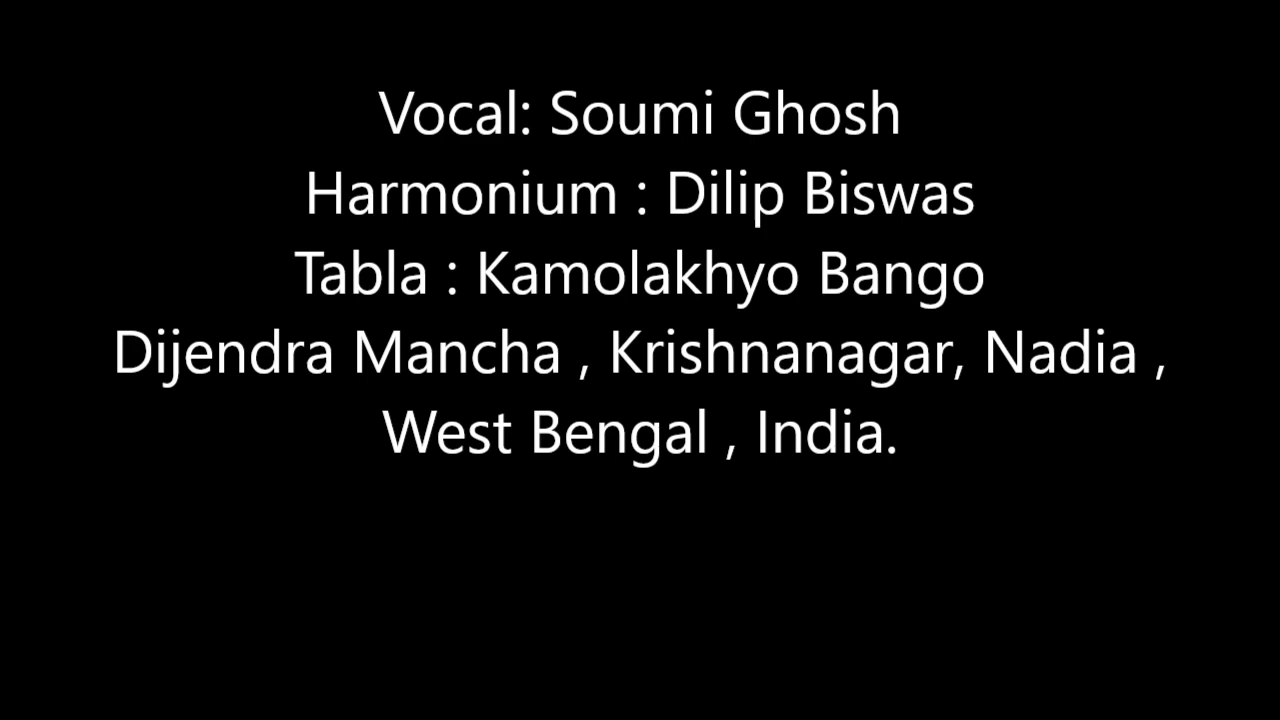 Vocal: Soumi Ghosh
Harmonium : Dilip Biswas
Tabla : Kamolakhyo Bango
Dijendra Mancha , Krishnanagar, Nadia ,
West Bengal , India.